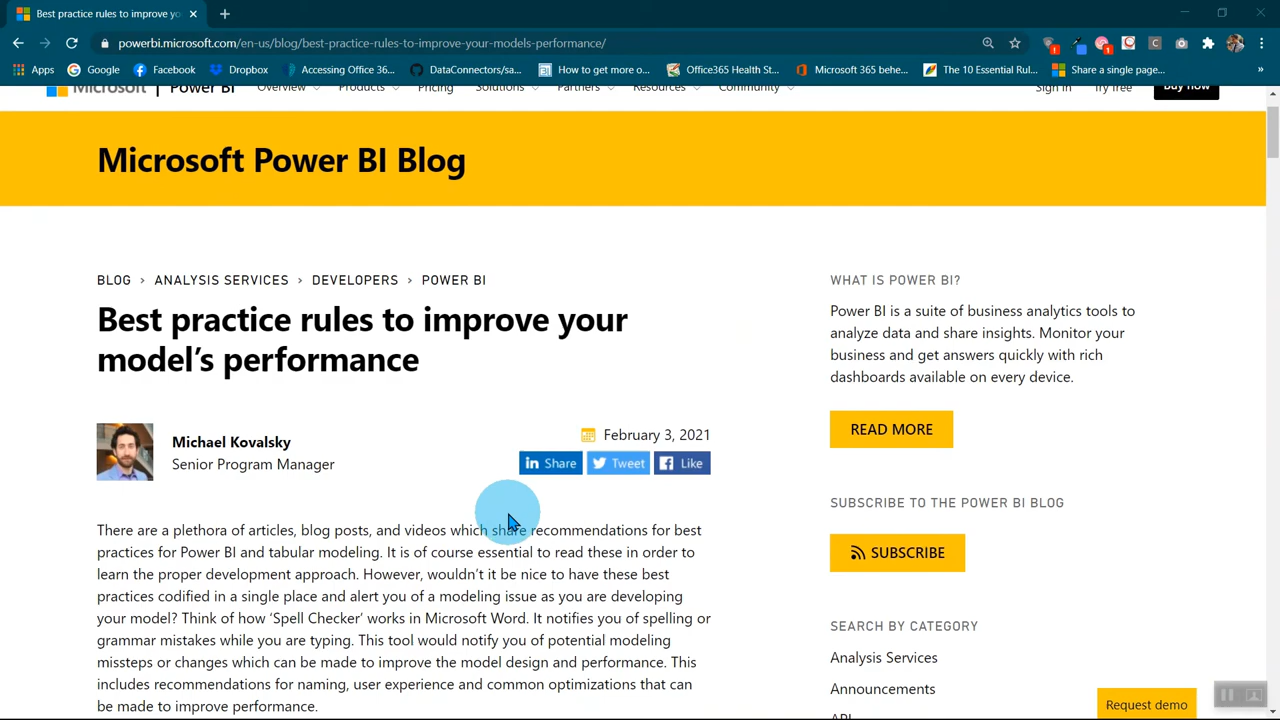 Best practice rules to improve yo
powerbi.microsoft.com/en-us/blog/best-practice-rules-to-improve-your-models-performance/
Apps
Google
Facebook
Dropbox
Accessing Office 36...
DataConnectors/sa...
How to get more o...
Office365 Health St...
Microsoft 365 behe...
The 10 Essential Rul...
Share a single page...
»
Microsoft | Power BI
Overview
Products
Pricing
Solutions
Partners
Resources
Community
Sign in
Try free
Buy now
Microsoft Power BI Blog
BLOG › ANALYSIS SERVICES › DEVELOPERS › POWER BI
Best practice rules to improve your
model’s performance
Michael Kovalsky
Senior Program Manager
February 3, 2021
in Share
Tweet
Like
There are a plethora of articles, blog posts, and videos which share recommendations for best
practices for Power BI and tabular modeling. It is of course essential to read these in order to
learn the proper development approach. However, wouldn’t it be nice to have these best
practices codified in a single place and alert you of a modeling issue as you are developing
your model? Think of how ‘Spell Checker’ works in Microsoft Word. It notifies you of spelling or
grammar mistakes while you are typing. This tool would notify you of potential modeling
missteps or changes which can be made to improve the model design and performance. This
includes recommendations for naming, user experience and common optimizations that can
be made to improve performance.
WHAT IS POWER BI?
Power BI is a suite of business analytics tools to
analyze data and share insights. Monitor your
business and get answers quickly with rich
dashboards available on every device.
READ MORE
SUBSCRIBE TO THE POWER BI BLOG
SUBSCRIBE
SEARCH BY CATEGORY
Analysis Services
Announcements
API
Request demo